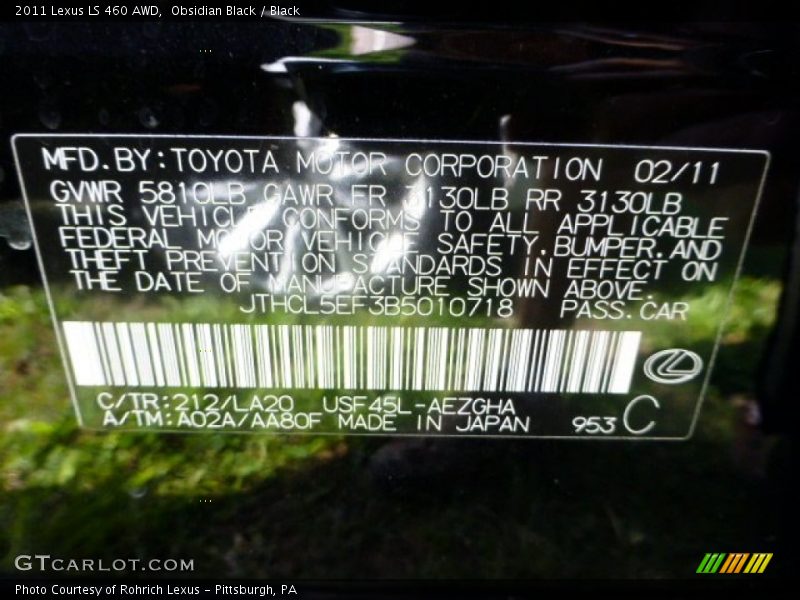 2011 Lexus LS 460 AWD,  Obsidian Black / Black
MFD.BY:TOYOTA MOTOR CORPORATION 02/11
GVWR 5810LB GAWR FR 3130LB RR 3130LB
THIS VEHICLE CONFORMS TO ALL APPLICABLE
FEDERAL MOTOR VEHICLE SAFETY,BUMPER,AND
THEFT PREVENTION STANDARDS IN EFFECT ON
THE DATE OF MANUFACTURE SHOWN ABOVE.
JTHCL5EF3B5010718 PASS.CAR
C/TR:212/LA20 USF45L-AEZGHA
A/TM:A02A/AA80F MADE IN JAPAN 953 C
GTCARLOT.COM
Photo Courtesy of Rohrich Lexus – Pittsburgh, PA